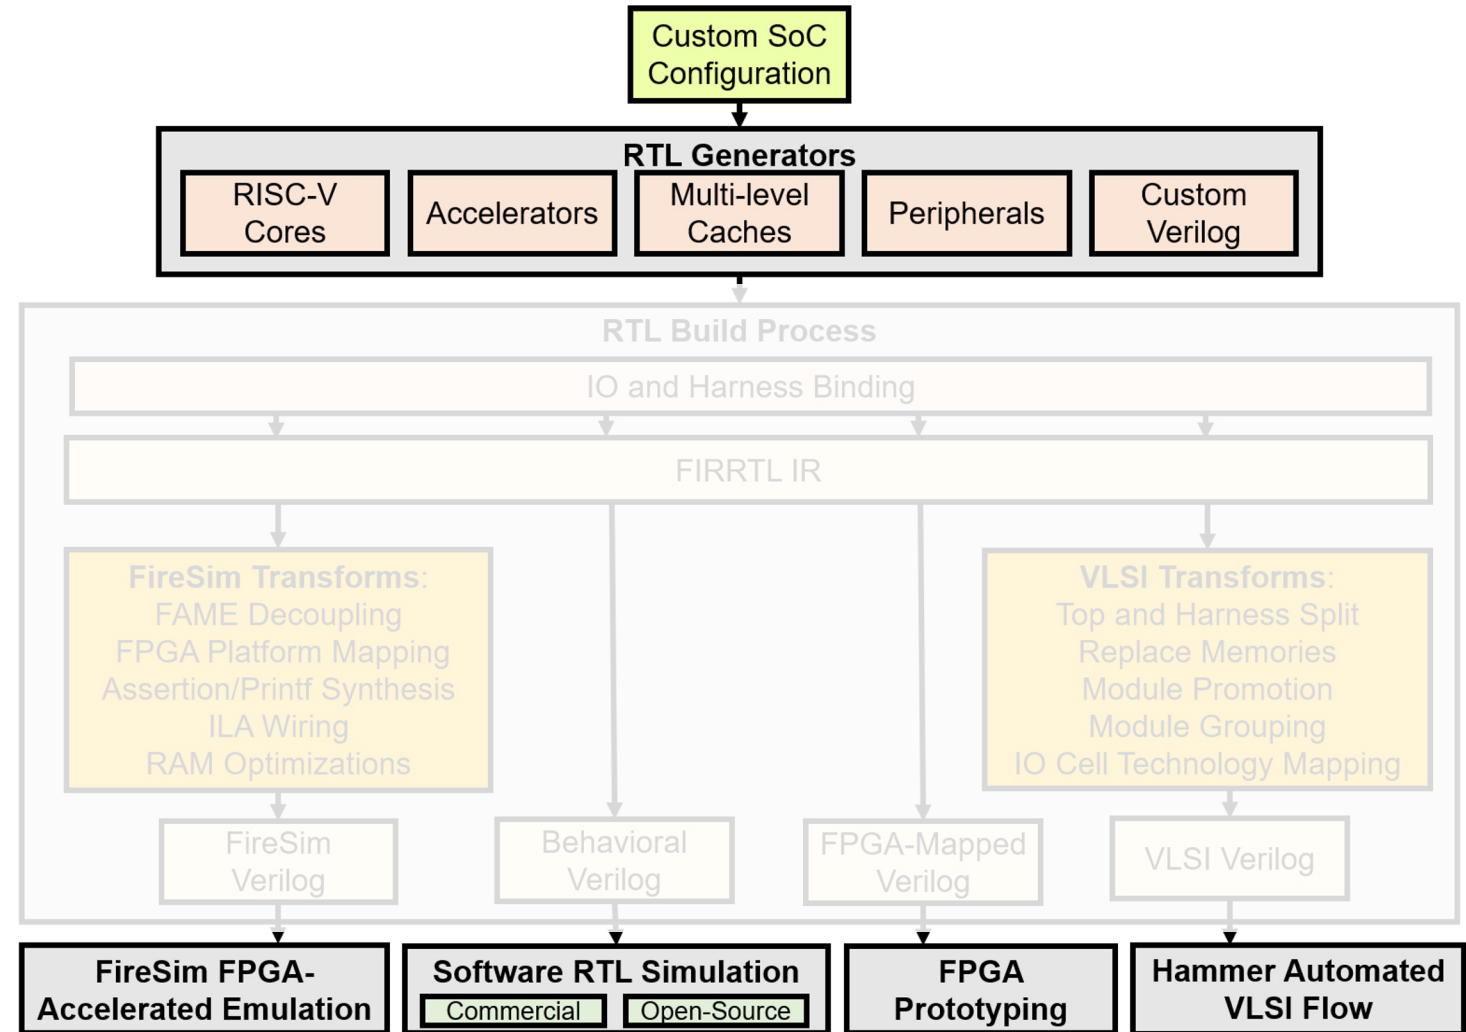 Custom SoC
Configuration
RTL Generators
RISC-V
Cores
Accelerators
Multi-level
Caches
Peripherals
Custom
Verilog
RTL Build Process
IO and Harness Binding
FIRRTL IR
FireSim Transforms:
FAME Decoupling
FPGA Platform Mapping
Assertion/Printf Synthesis
ILA Wiring
RAM Optimizations
VLSI Transforms:
Top and Harness Split
Replace Memories
Module Promotion
Module Grouping
IO Cell Technology Mapping
FireSim
Verilog
Behavioral
Verilog
FPGA-Mapped
Verilog
VLSI Verilog
FireSim FPGA-
Accelerated Emulation
Software RTL Simulation
Commercial
Open-Source
FPGA
Prototyping
Hammer Automated
VLSI Flow